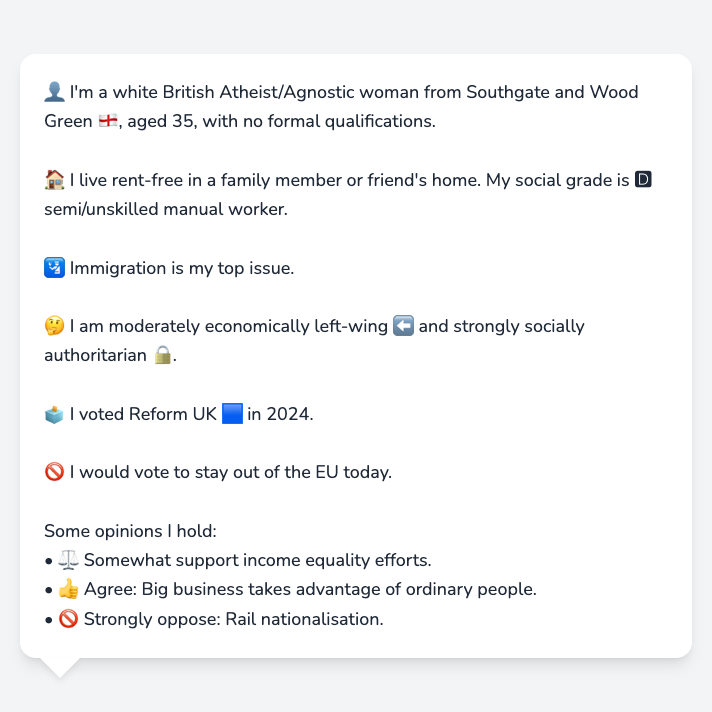 👤 I'm a white British Atheist/Agnostic woman from Southgate and Wood
Green 🏴󠁧󠁢󠁥󠁮󠁧󠁿, aged 35, with no formal qualifications.
🏠 I live rent-free in a family member or friend's home. My social grade is 🅳
semi/unskilled manual worker.
🛂 Immigration is my top issue.
🤔 I am moderately economically left-wing ⬅️ and strongly socially
authoritarian 🔒.
🗳️ I voted Reform UK 🟦 in 2024.
🚫 I would vote to stay out of the EU today.
Some opinions I hold:
• ⚖️ Somewhat support income equality efforts.
• 👍 Agree: Big business takes advantage of ordinary people.
• 🚫 Strongly oppose: Rail nationalisation.